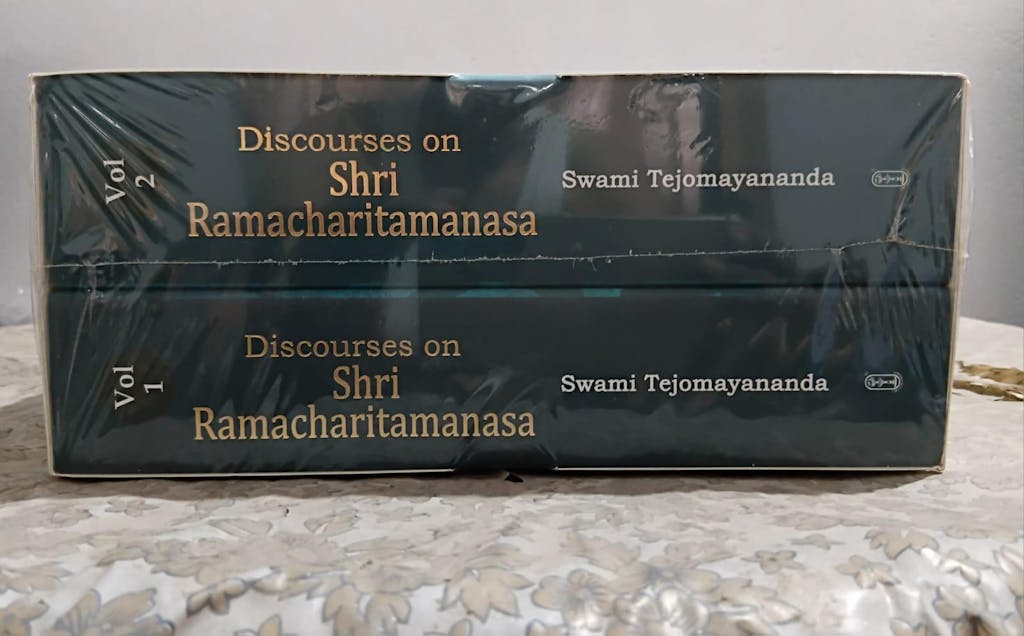 Vol
2
Discourses on
Shri
Ramacharitamanasa
Swami Tejomayananda
Vol
1
Discourses on
Shri
Ramacharitamanasa
Swami Tejomayananda